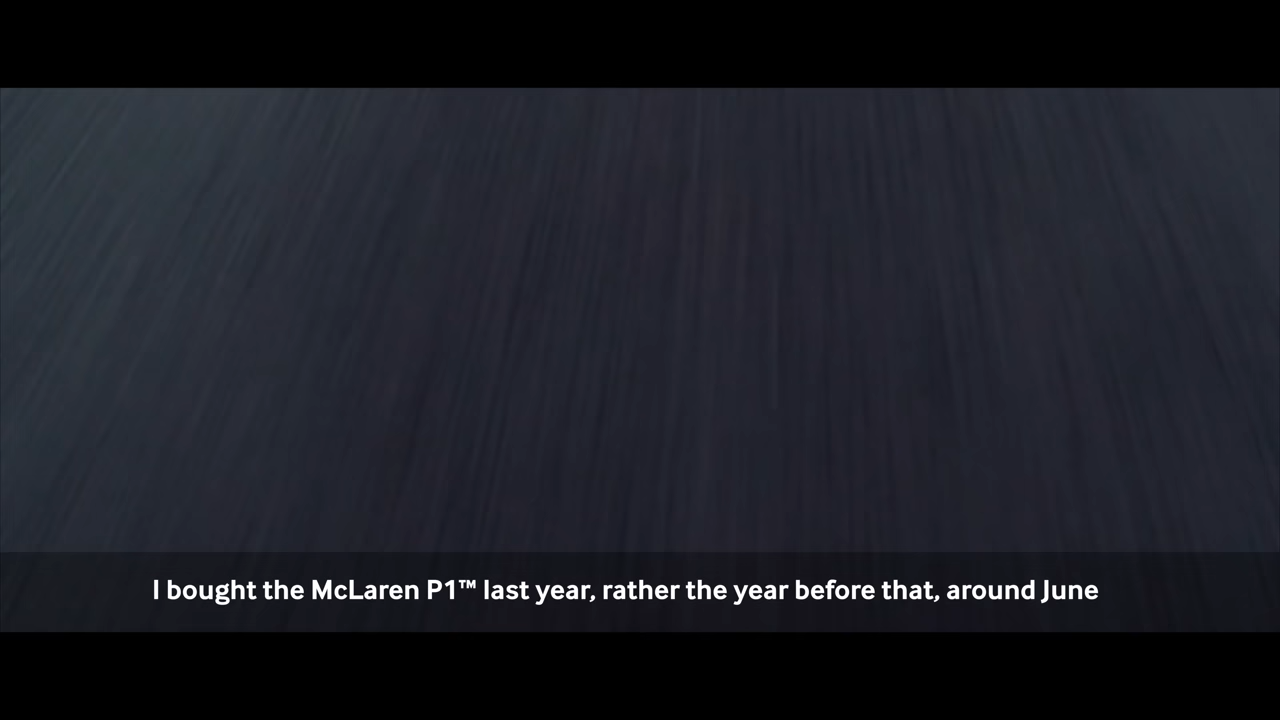 I bought the McLaren P1™ last year, rather the year before that, around June